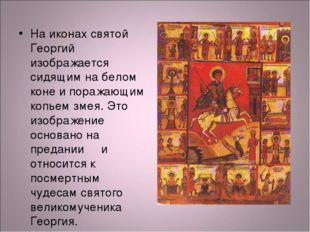 • На иконах святой
Георгий
изображается
сидящим на белом
коне и поражающим
копьем змея. Это
изображение
основано на
предании и
относится к
посмертным
чудесам святого
великомученика
Георгия.